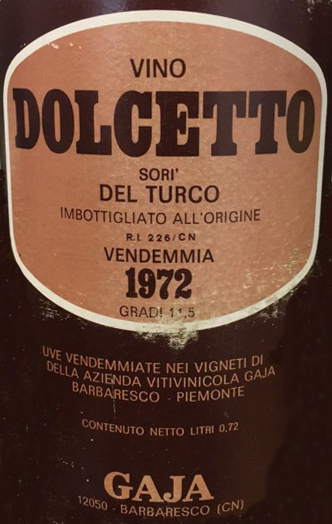 VINO
DOLCETTO
SORI'
DEL TURCO
IMBOTTIGLIATO ALL'ORIGINE
R.I. 226/CN
VENDEMMIA
1972
GRADI 11,5
UVE VENDEMMIATE NEI VIGNETI DI
DELLA AZIENDA VITIVINICOLA GAJA
BARBARESCO - PIEMONTE
CONTENUTO NETTO LITRI 0,72
GAJA
12050 - BARBARESCO (CN)